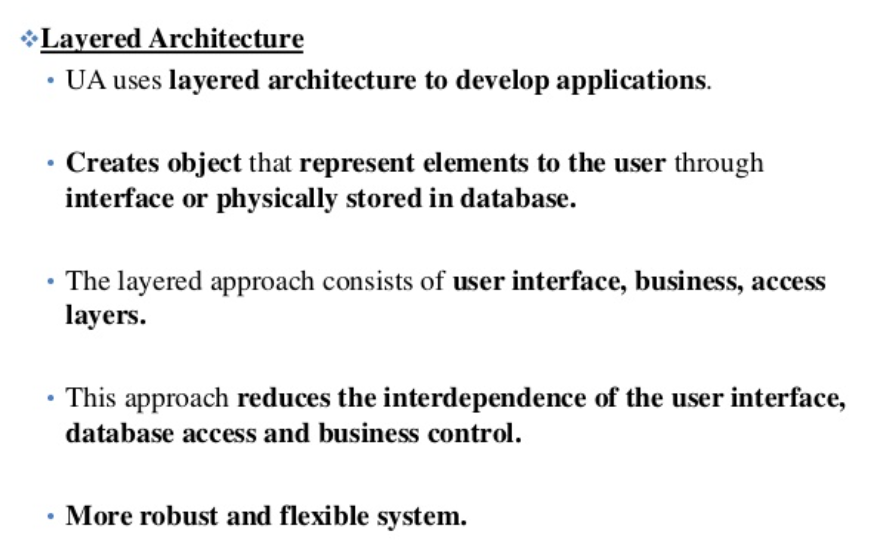 ❖Layered Architecture
• UA uses layered architecture to develop applications.
• Creates object that represent elements to the user through
interface or physically stored in database.
• The layered approach consists of user interface, business, access
layers.
• This approach reduces the interdependence of the user interface,
database access and business control.
• More robust and flexible system.